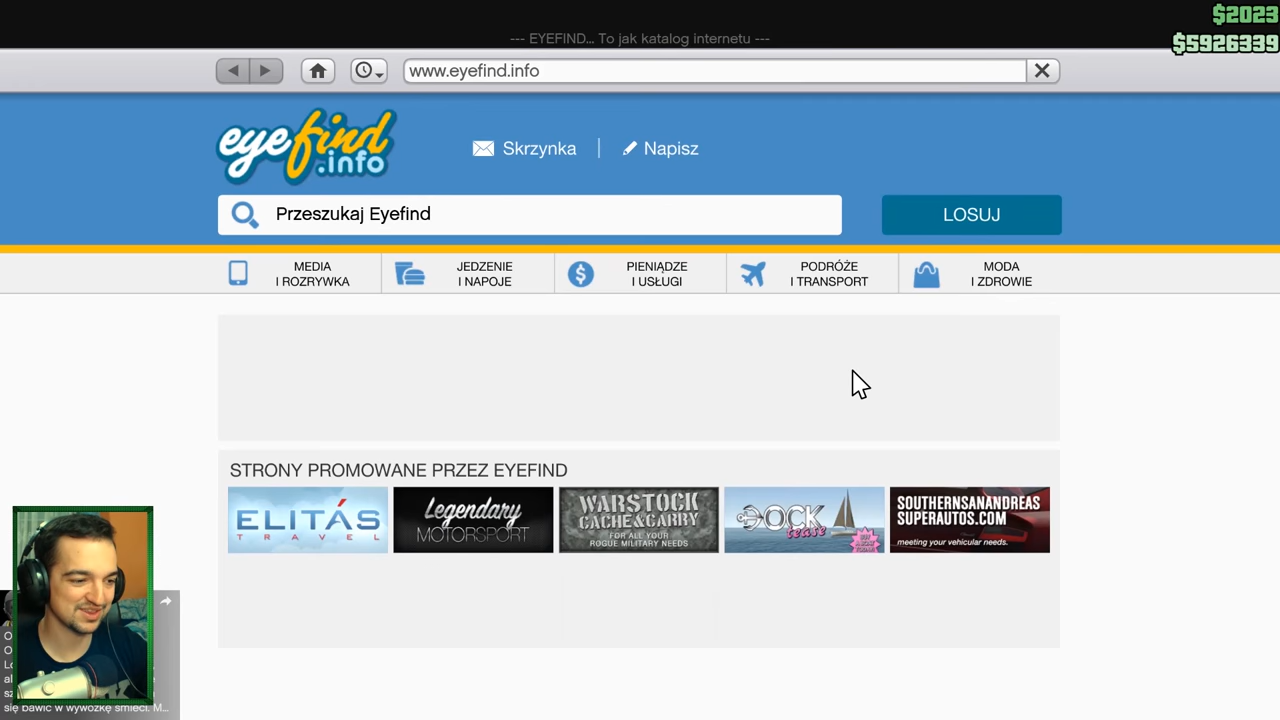 $2023
--- EYEFIND... To jak katalog internetu ---
$5926339
www.eyefind.info
eyefind
.info
Skrzynka
Napisz
Przeszukaj Eyefind
LOSUJ
MEDIA
I ROZRYWKA
JEDZENIE
I NAPOJE
PIENIĄDZE
I USŁUGI
PODRÓŻE
I TRANSPORT
MODA
I ZDROWIE
STRONY PROMOWANE PRZEZ EYEFIND
ELITÁS
TRAVEL
Legendary
MOTORSPORT
WARSTOCK
CACHE&CARRY
FOR ALL YOUR
ROGUE MILITARY NEEDS
DOCK
tease
SOUTHERNSANANDREAS
SUPERAUTOS.COM
meeting your vehicular needs.
się bawić w wywózkę śmieci. M...